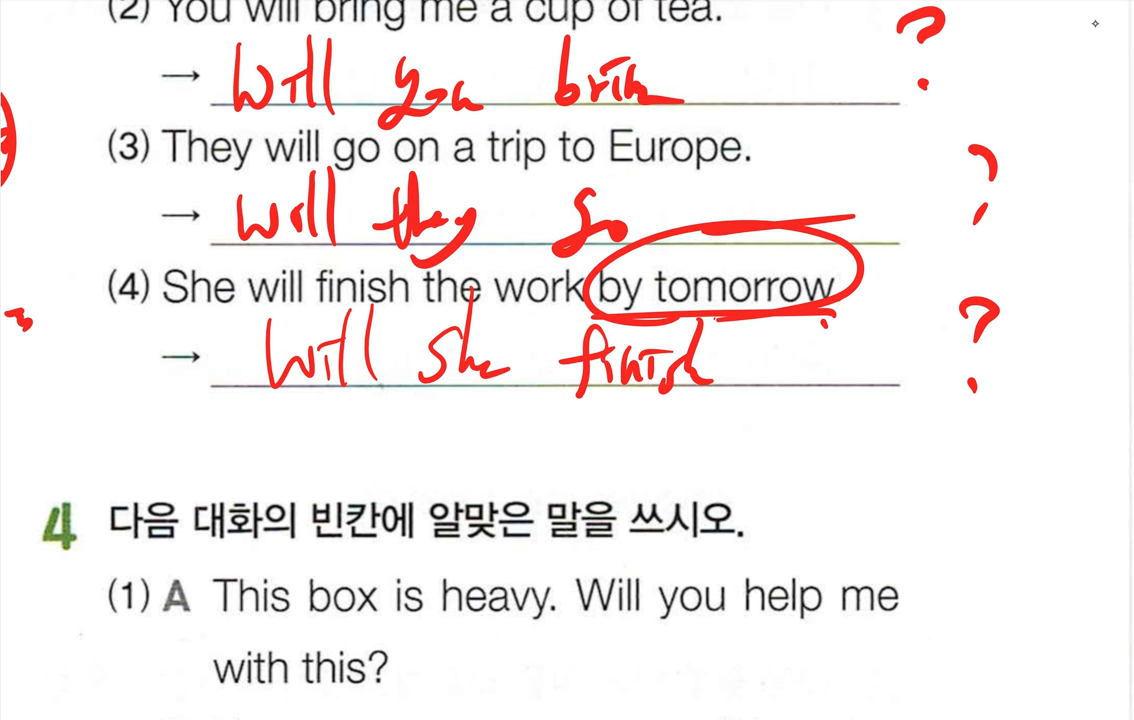 (2) You will bring me a cup of tea.
→ Will you brin ?
(3) They will go on a trip to Europe.
→ Will they go ?
(4) She will finish the work by tomorrow.
→ Will she finish ?
4 다음 대화의 빈칸에 알맞은 말을 쓰시오.
(1) A This box is heavy. Will you help me
with this?